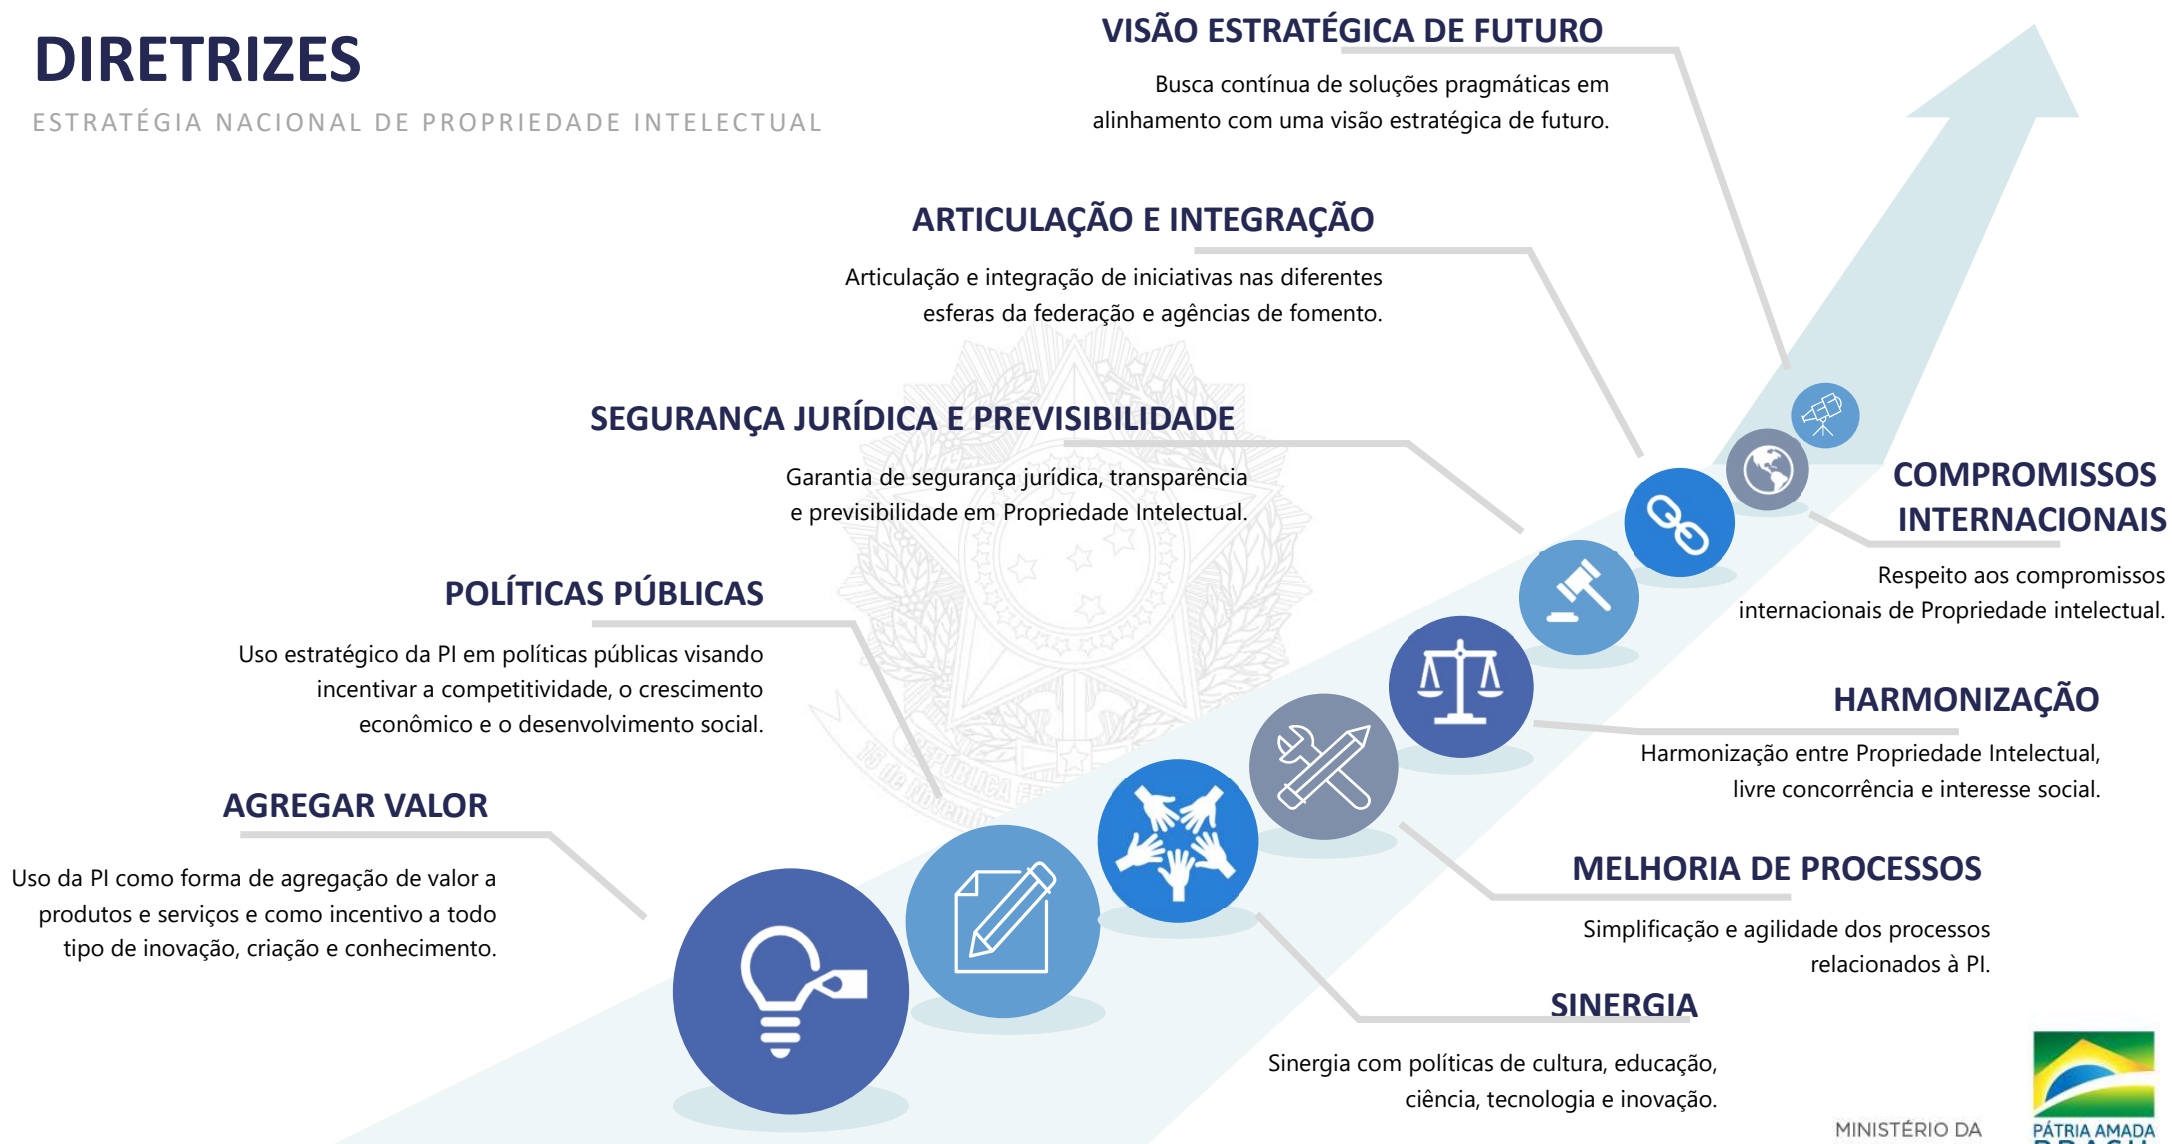 DIRETRIZES
ESTRATÉGIA NACIONAL DE PROPRIEDADE INTELECTUAL
VISÃO ESTRATÉGICA DE FUTURO
Busca contínua de soluções pragmáticas em
alinhamento com uma visão estratégica de futuro.
ARTICULAÇÃO E INTEGRAÇÃO
Articulação e integração de iniciativas nas diferentes
esferas da federação e agências de fomento.
SEGURANÇA JURÍDICA E PREVISIBILIDADE
Garantia de segurança jurídica, transparência
e previsibilidade em Propriedade Intelectual.
POLÍTICAS PÚBLICAS
Uso estratégico da PI em políticas públicas visando
incentivar a competitividade, o crescimento
econômico e o desenvolvimento social.
AGREGAR VALOR
Uso da PI como forma de agregação de valor a
produtos e serviços e como incentivo a todo
tipo de inovação, criação e conhecimento.
COMPROMISSOS
INTERNACIONAIS
Respeito aos compromissos
internacionais de Propriedade intelectual.
HARMONIZAÇÃO
Harmonização entre Propriedade Intelectual,
livre concorrência e interesse social.
MELHORIA DE PROCESSOS
Simplificação e agilidade dos processos
relacionados à PI.
SINERGIA
Sinergia com políticas de cultura, educação,
ciência, tecnologia e inovação.
15 de Novembro
MINISTÉRIO DA
PÁTRIA AMADA
BRASIL